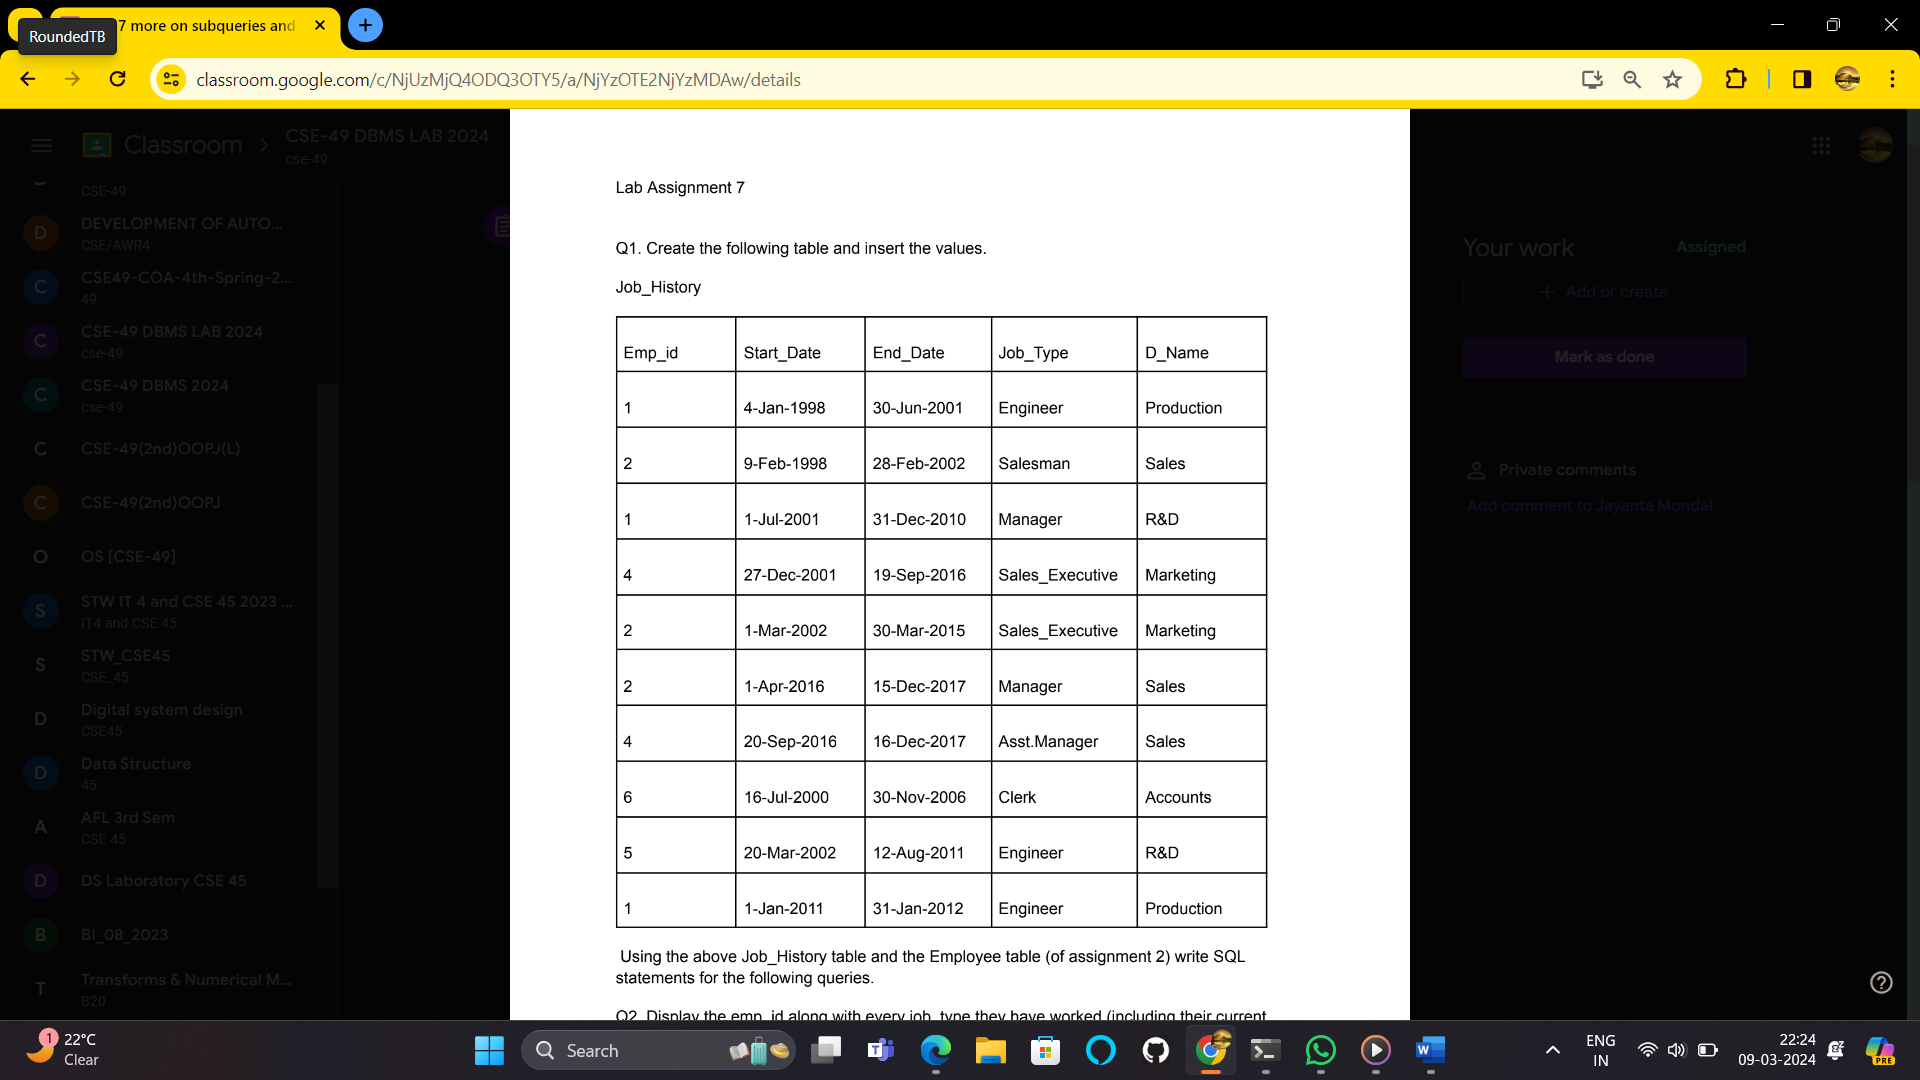 7 more on subqueries and
RoundedTB
classroom.google.com/c/NjUzMjQ4ODQ3OTY5/a/NjYzOTE2NjYzMDAw/details
Classroom
CSE-49 DBMS LAB 2024
cse-49
CSE-49
DEVELOPMENT OF AUTO...
D
CSE/AWR4
CSE49-COA-4th-Spring-2...
C
49
CSE-49 DBMS LAB 2024
C
cse-49
CSE-49 DBMS 2024
C
cse-49
C CSE-49(2nd)OOPJ(L)
C CSE-49(2nd)OOPJ
O OS [CSE-49]
STW IT 4 and CSE 45 2023 ...
S
IT4 and CSE 45
STW_CSE45
S
CSE_45
Digital system design
D
CSE45
Data Structure
D
45
AFL 3rd Sem
A
CSE 45
D DS Laboratory CSE 45
B BI_08_2023
Transforms & Numerical M...
T
B20
Lab Assignment 7
Q1. Create the following table and insert the values.
Job_History
Emp_id Start_Date End_Date Job_Type D_Name
1 4-Jan-1998 30-Jun-2001 Engineer Production
2 9-Feb-1998 28-Feb-2002 Salesman Sales
1 1-Jul-2001 31-Dec-2010 Manager R&D
4 27-Dec-2001 19-Sep-2016 Sales_Executive Marketing
2 1-Mar-2002 30-Mar-2015 Sales_Executive Marketing
2 1-Apr-2016 15-Dec-2017 Manager Sales
4 20-Sep-2016 16-Dec-2017 Asst.Manager Sales
6 16-Jul-2000 30-Nov-2006 Clerk Accounts
5 20-Mar-2002 12-Aug-2011 Engineer R&D
1 1-Jan-2011 31-Jan-2012 Engineer Production
Using the above Job_History table and the Employee table (of assignment 2) write SQL
statements for the following queries.
Q2. Display the emp_id along with every job_type they have worked (including their current
Your work
Assigned
+ Add or create
Mark as done
Private comments
Add comment to Jayanta Mondal
1
22°C
Clear
Search
ENG
IN
22:24
09-03-2024
PRE